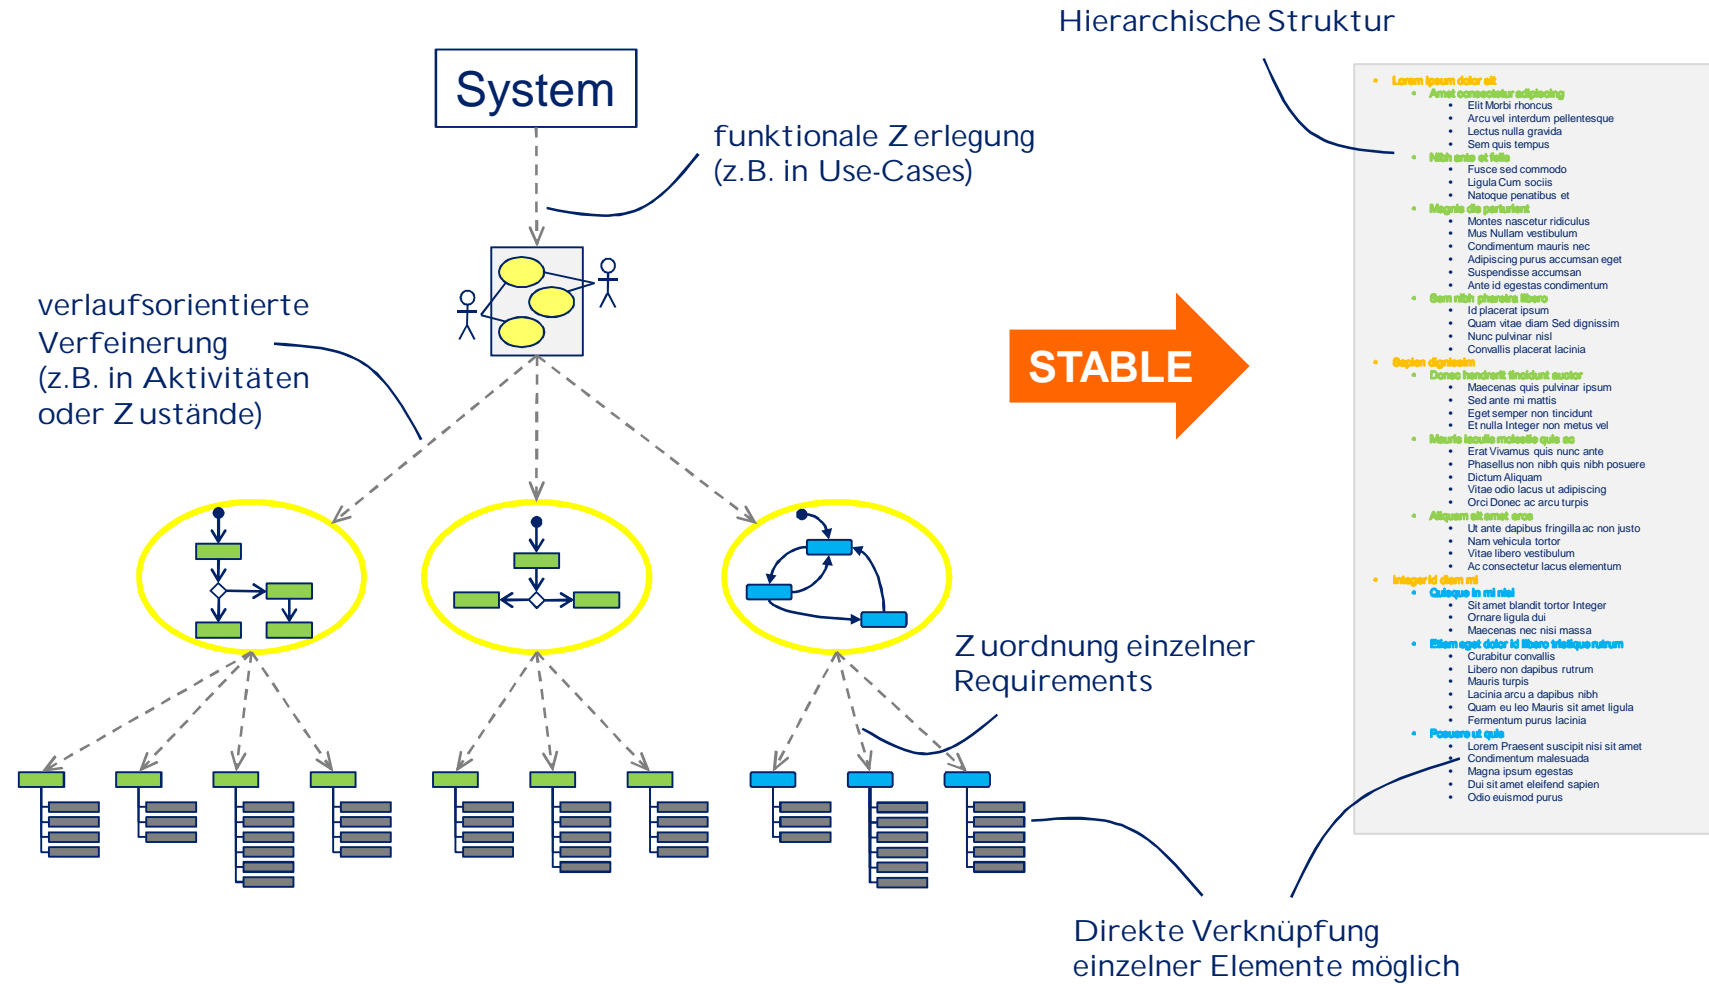 Hierarchische Struktur
System
funktionale Zerlegung
(z.B. in Use-Cases)
verlaufsorientierte
Verfeinerung
(z.B. in Aktivitäten
oder Zustände)
STABLE
Zuordnung einzelner
Requirements
Direkte Verknüpfung
einzelner Elemente möglich
• Lorem ipsum dolor sit
• Amet consectetur adipiscing
• Elit Morbi rhoncus
• Arcu vel interdum pellentesque
• Lectus nulla gravida
• Sem quis tempus
• Nibh ante et felis
• Fusce sed commodo
• Ligula Cum sociis
• Natoque penatibus et
• Magnis dis parturient
• Montes nascetur ridiculus
• Mus Nullam vestibulum
• Condimentum mauris nec
• Adipiscing purus accumsan eget
• Suspendisse accumsan
• Ante id egestas condimentum
• Sem nibh pharetra libero
• Id placerat ipsum
• Quam vitae diam Sed dignissim
• Nunc pulvinar nisl
• Convallis placerat lacinia
• Sapien dignissim
• Donec hendrerit tincidunt auctor
• Maecenas quis pulvinar ipsum
• Sed ante mi mattis
• Eget semper non tincidunt
• Et nulla Integer non metus vel
• Mauris iaculis molestie quis ac
• Erat Vivamus quis nunc ante
• Phasellus non nibh quis nibh posuere
• Dictum Aliquam
• Vitae odio lacus ut adipiscing
• Orci Donec ac arcu turpis
• Aliquam sit amet eros
• Ut ante dapibus fringilla ac non justo
• Nam vehicula tortor
• Vitae libero vestibulum
• Ac consectetur lacus elementum
• Integer id diam mi
• Quisque in mi nisl
• Sit amet blandit tortor Integer
• Ornare ligula dui
• Maecenas nec nisi massa
• Etiam eget dolor id libero tristique rutrum
• Curabitur convallis
• Libero non dapibus rutrum
• Mauris turpis
• Lacinia arcu a dapibus nibh
• Quam eu leo Mauris sit amet ligula
• Fermentum purus lacinia
• Posuere ut quis
• Lorem Praesent suscipit nisi sit amet
• Condimentum malesuada
• Magna ipsum egestas
• Dui sit amet eleifend sapien
• Odio euismod purus